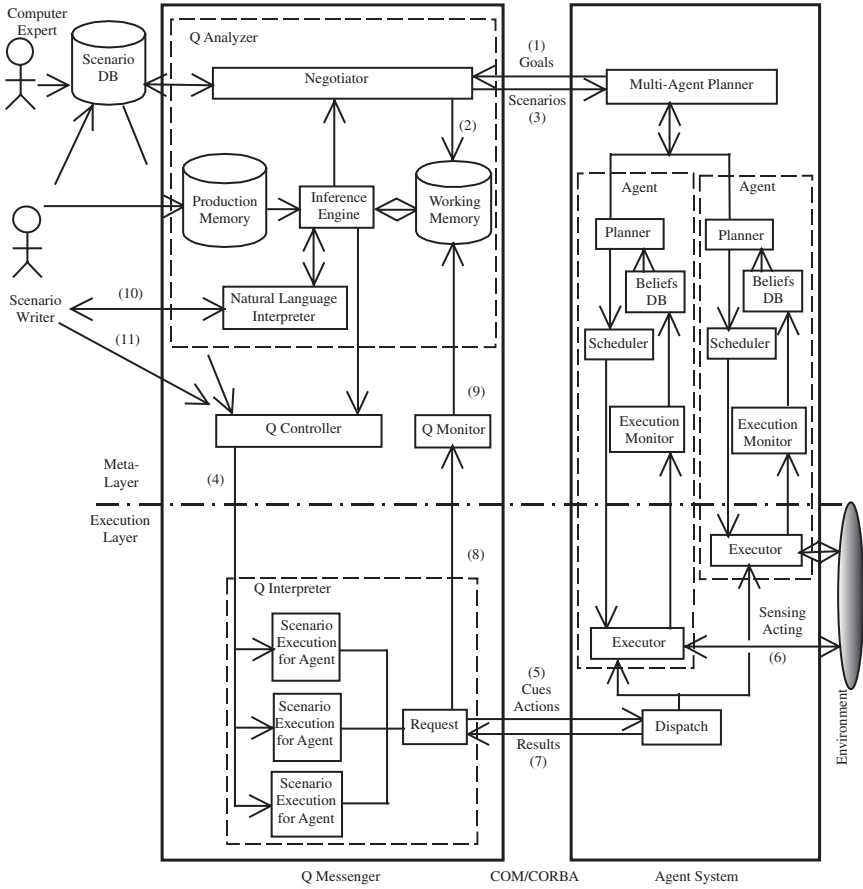 Computer
Expert
Scenario
DB
Q Analyzer
Negotiator
(1)
Goals
Scenarios
(3)
Multi-Agent Planner
(2)
Production
Memory
Inference
Engine
Working
Memory
Agent
Agent
Planner
Planner
Beliefs
DB
Beliefs
DB
Scenario
Writer
(10)
Natural Language
Interpreter
(11)
Scheduler
Scheduler
(9)
Q Controller
Q Monitor
Execution
Monitor
Execution
Monitor
Meta-
Layer
(4)
Execution
Layer
(8)
Executor
Q Interpreter
Scenario
Execution
for Agent
Executor
Sensing
Acting
(6)
(5)
Cues
Actions
Scenario
Execution
for Agent
Request
Results
(7)
Dispatch
Environment
Scenario
Execution
for Agent
Q Messenger
COM/CORBA
Agent System